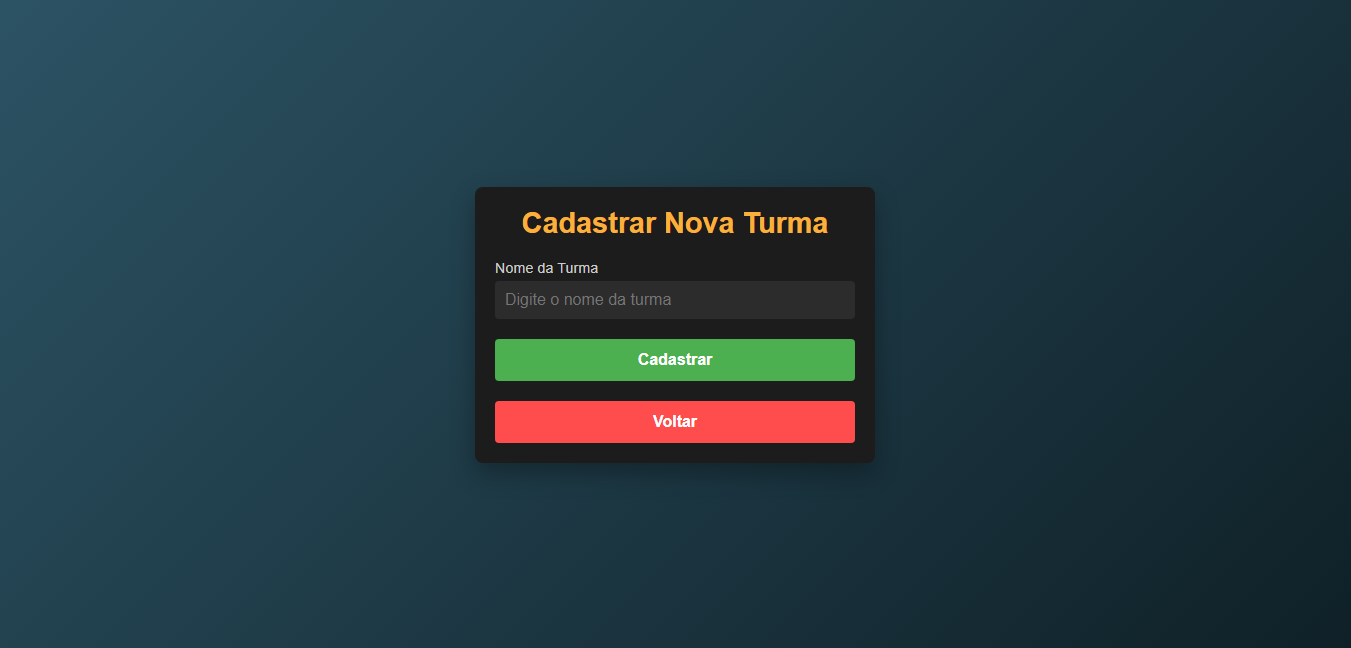 Cadastrar Nova Turma
Nome da Turma
Digite o nome da turma
Cadastrar
Voltar